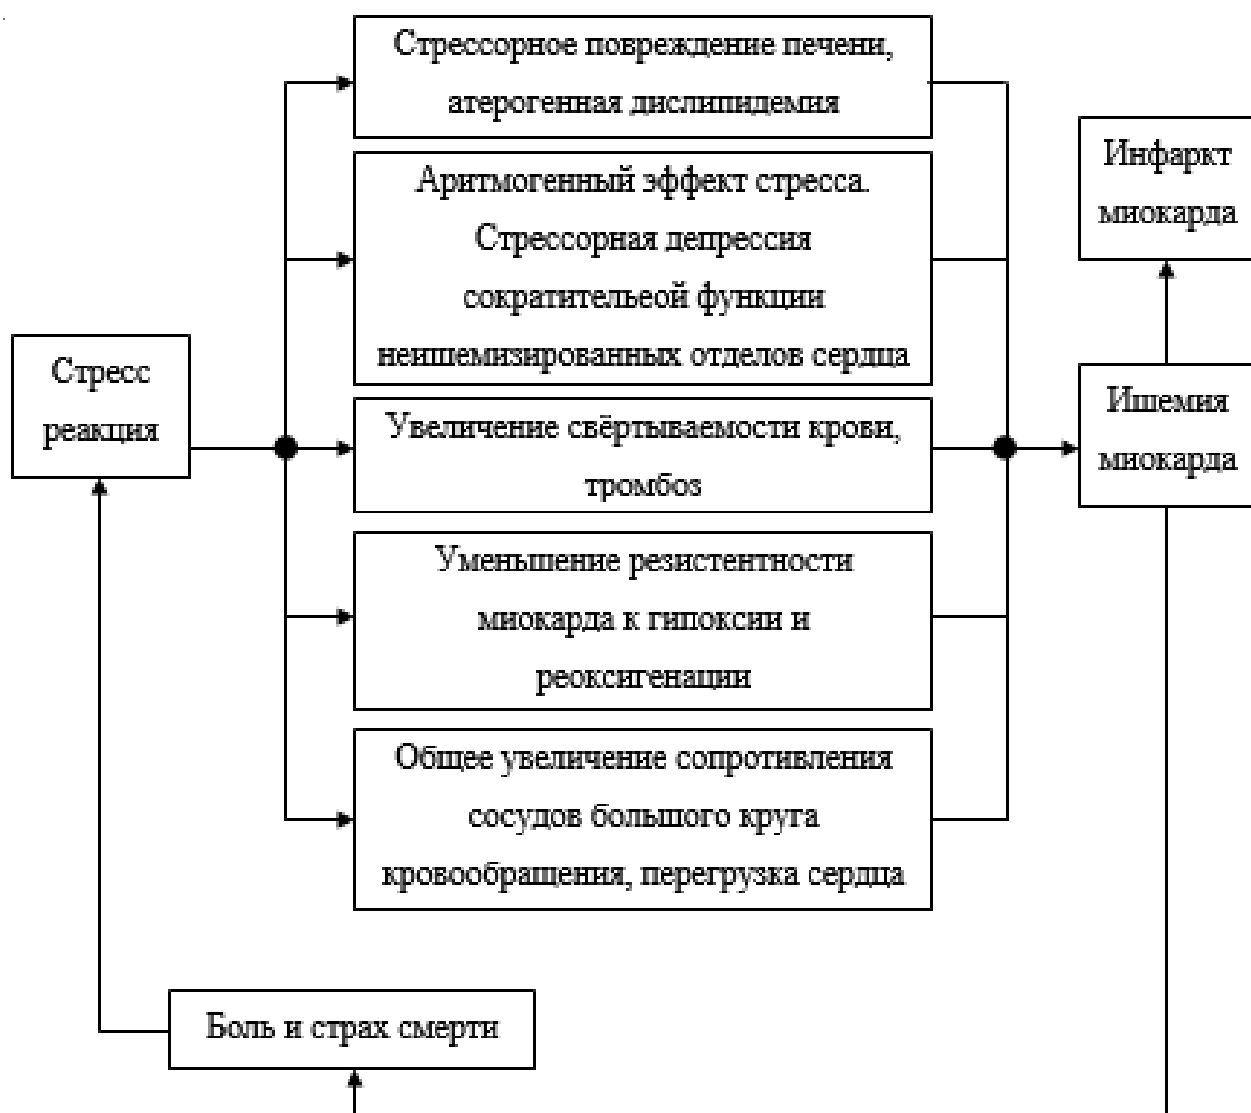 Стрессорное повреждение печени,
атерогенная дислипидемия
Аритмогенный эффект стресса.
Стрессорная депрессия
сократительеой функции
неишемизированных отделов сердца
Увеличение свёртываемости крови,
тромбоз
Уменьшение резистентности
миокарда к гипоксии и
реоксигенации
Общее увеличение сопротивления
сосудов большого круга
кровообращения, перегрузка сердца
Стресс
реакция
Инфаркт
миокарда
Ишемия
миокарда
Боль и страх смерти